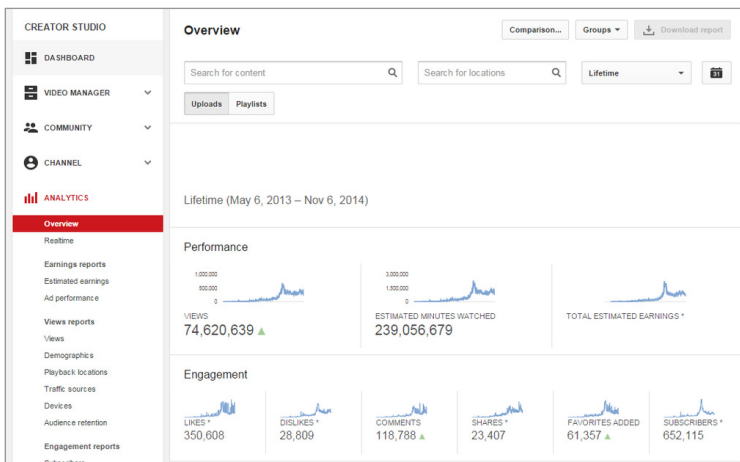 CREATOR STUDIO
DASHBOARD
VIDEO MANAGER
COMMUNITY
CHANNEL
ANALYTICS
Overview
Realtime
Earnings reports
Estimated earnings
Ad performance
Views reports
Views
Demographics
Playback locations
Traffic sources
Devices
Audience retention
Engagement reports
Overview
Comparison... Groups Download report
Search for content Search for locations Lifetime 31
Uploads Playlists
Lifetime (May 6, 2013 – Nov 6, 2014)
Performance
1,000,000
500,000
0
VIEWS
74,620,639
3,000,000
1,500,000
0
ESTIMATED MINUTES WATCHED
239,056,679
TOTAL ESTIMATED EARNINGS *
Engagement
LIKES * DISLIKES * COMMENTS SHARES * FAVORITES ADDED SUBSCRIBERS *
350,608 28,809 118,788 23,407 61,357 652,115